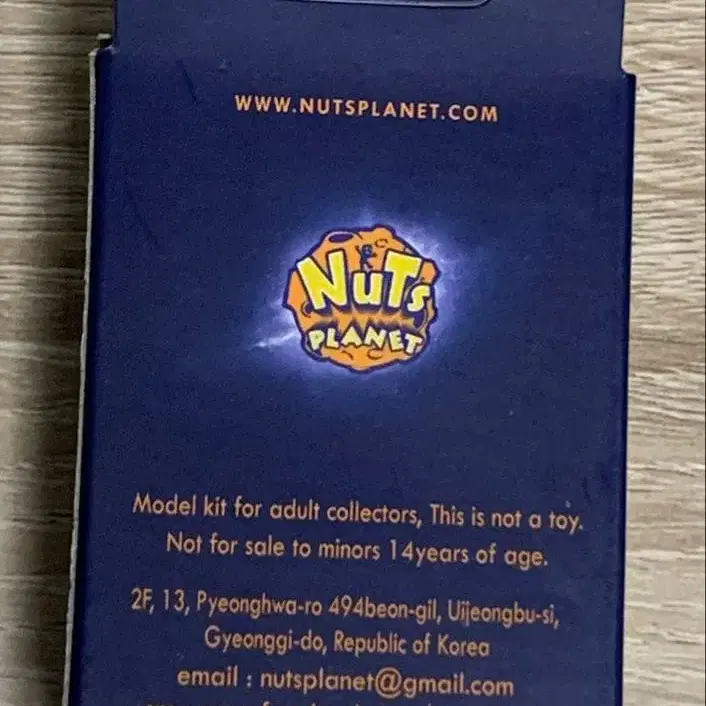 WWW.NUTSPLANET.COM
NuTs
PLANET
Model kit for adult collectors, This is not a toy.
Not for sale to minors 14years of age.
2F, 13, Pyeonghwa-ro 494beon-gil, Uijeongbu-si,
Gyeonggi-do, Republic of Korea
email : nutsplanet@gmail.com